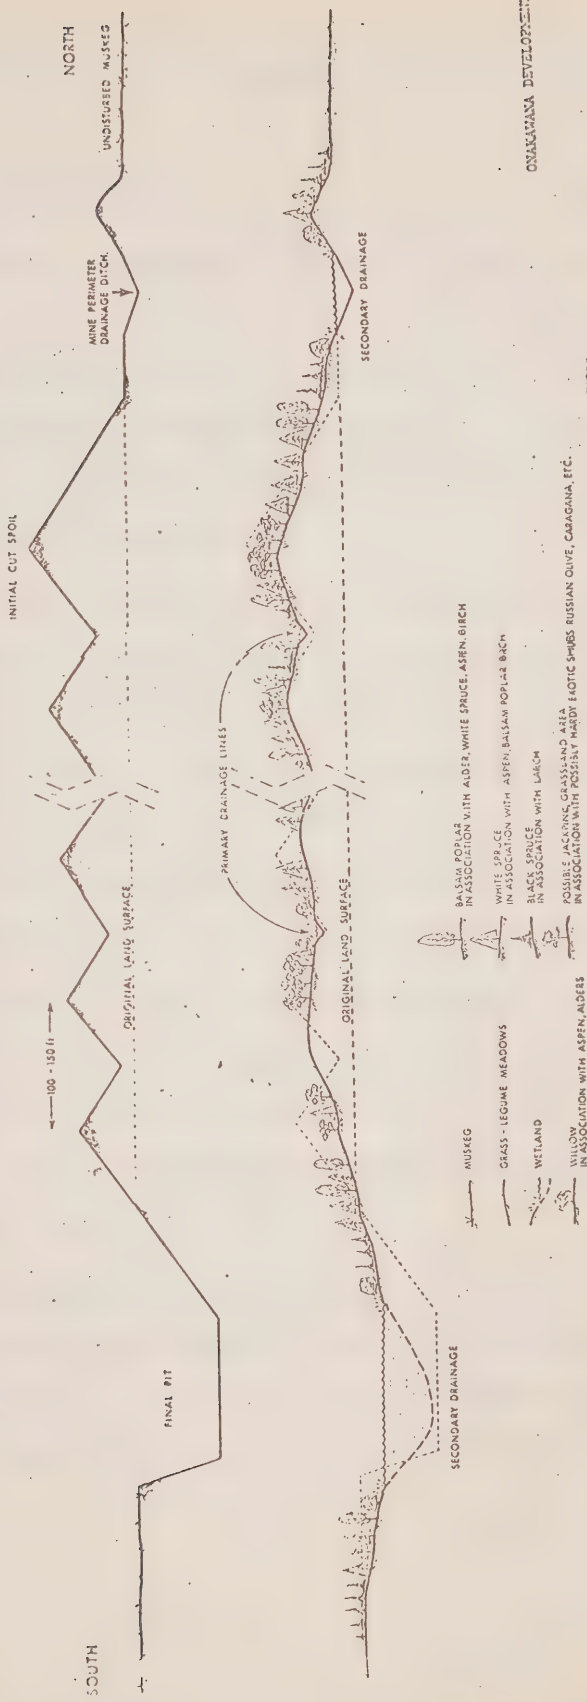 SOUTH
NORTH
INITIAL CUT SPOIL
MINE PERIMETER
DRAINAGE DITCH.
UNDISTURBED MUSKEG
100 - 150 ft
ORIGINAL LAND SURFACE
FINAL PIT
PRIMARY DRAINAGE LINES
ORIGINAL LAND SURFACE
SECONDARY DRAINAGE
SECONDARY DRAINAGE
MUSKEG
GRASS - LEGUME MEADOWS
WETLAND
WILLOW
IN ASSOCIATION WITH ASPEN, ALDERS
BALSAM POPLAR
IN ASSOCIATION WITH ALDER, WHITE SPRUCE, ASPEN, BIRCH
WHITE SPRUCE
IN ASSOCIATION WITH ASPEN, BALSAM POPLAR BIRCH
BLACK SPRUCE
IN ASSOCIATION WITH LARCH
POSSIBLE JACKPINE, GRASSLAND AREA
IN ASSOCIATION WITH POSSIBLY HARDY EXOTIC SHUBS RUSSIAN OLIVE, CARAGANA, ETC.
ONAKAWANA